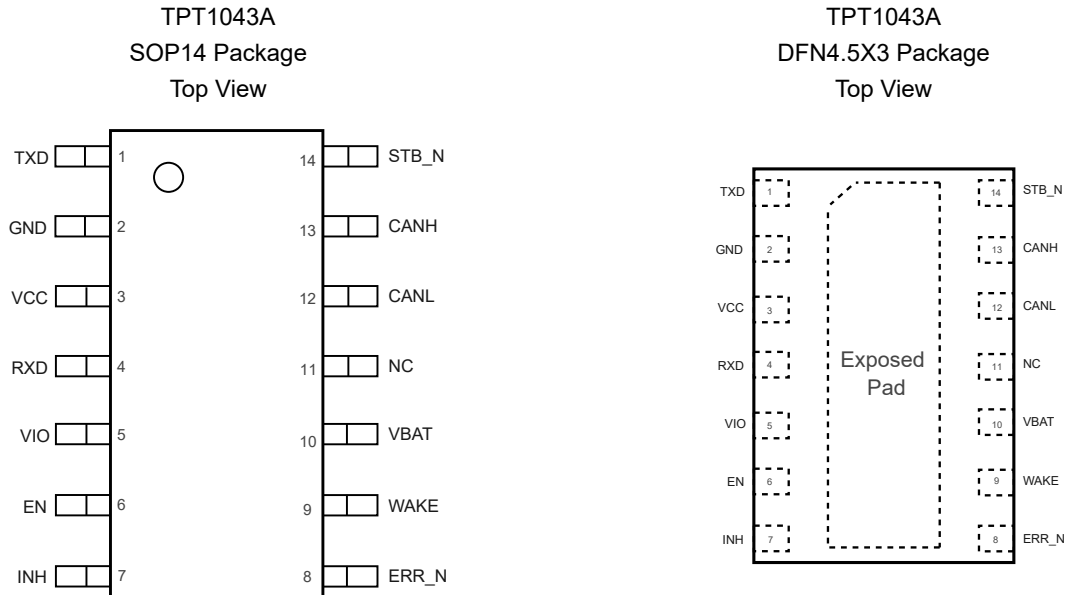 TPT1043A
SOP14 Package
Top View
TXD 1 14 STB_N
GND 2 13 CANH
VCC 3 12 CANL
RXD 4 11 NC
VIO 5 10 VBAT
EN 6 9 WAKE
INH 7 8 ERR_N
TPT1043A
DFN4.5X3 Package
Top View
TXD 1 14 STB_N
GND 2 13 CANH
VCC 3 12 CANL
RXD 4 11 NC
Exposed
Pad
VIO 5 10 VBAT
EN 6 9 WAKE
INH 7 8 ERR_N